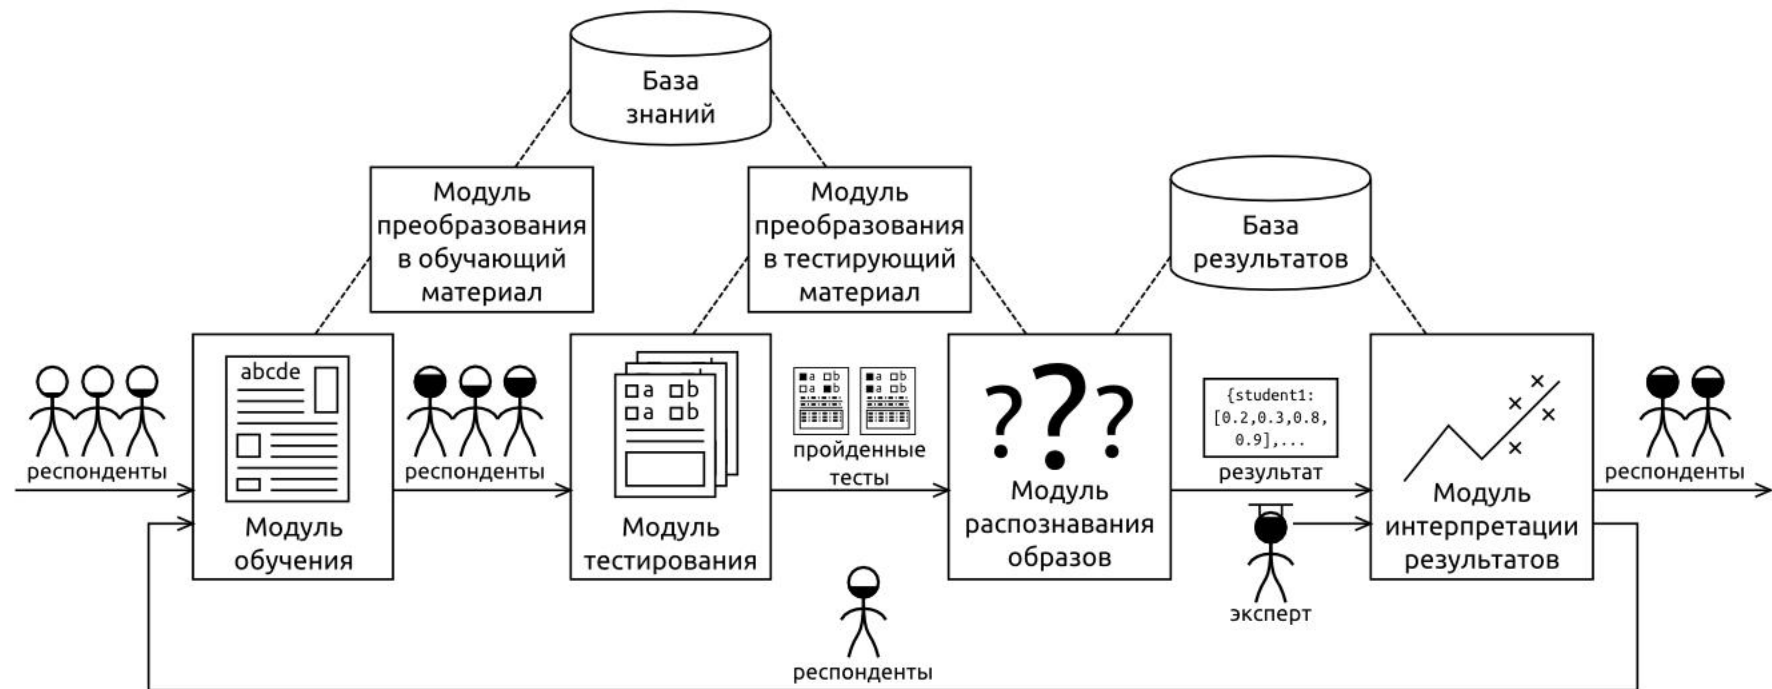 База
знаний
Модуль
преобразования
в обучающий
материал
Модуль
преобразования
в тестирующий
материал
База
результатов
респонденты
abcde
Модуль
обучения
респонденты
a b
a b
Модуль
тестирования
a b
a b
a b
a b
пройденные
тесты
???
Модуль
распознавания
образов
{student1:
[0.2,0.3,0.8,
0.9],...
результат
эксперт
Модуль
интерпретации
результатов
респонденты
респонденты